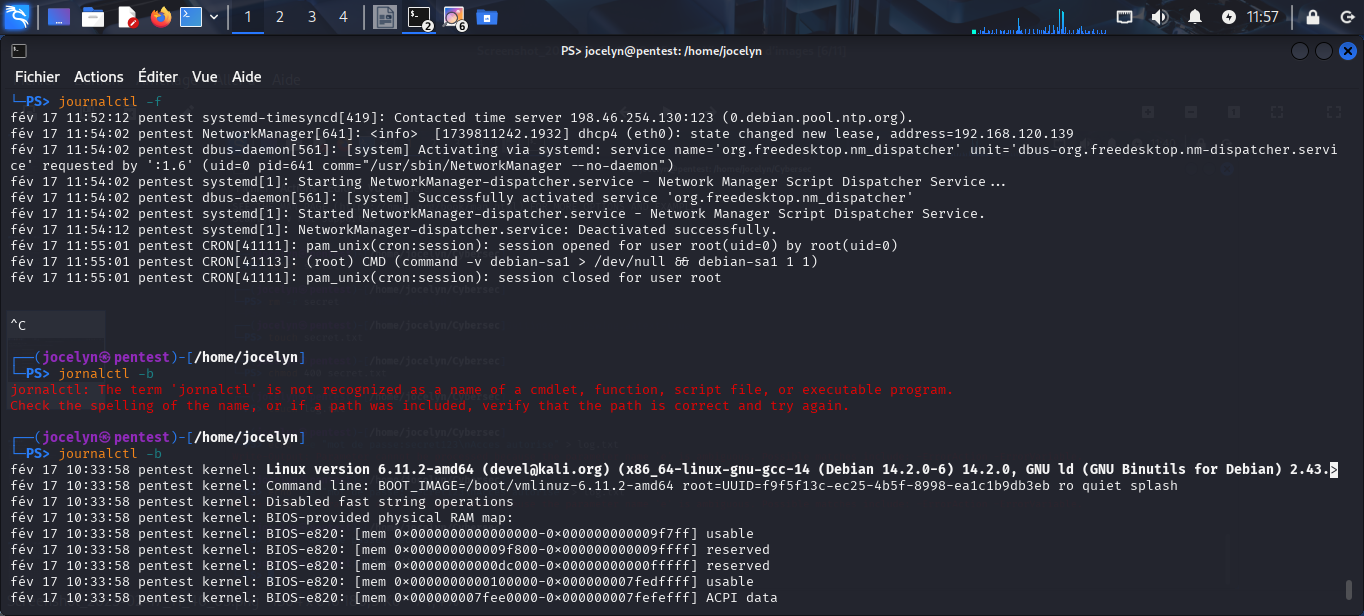 1 2 3 4 2 6 11:57
PS> jocelyn@pentest: /home/jocelyn
Fichier Actions Éditer Vue Aide
└─PS> journalctl -f
fév 17 11:52:12 pentest systemd-timesyncd[419]: Contacted time server 198.46.254.130:123 (0.debian.pool.ntp.org).
fév 17 11:54:02 pentest NetworkManager[641]: <info>  [1739811242.1932] dhcp4 (eth0): state changed new lease, address=192.168.120.139
fév 17 11:54:02 pentest dbus-daemon[561]: [system] Activating via systemd: service name='org.freedesktop.nm_dispatcher' unit='dbus-org.freedesktop.nm-dispatcher.servi
ce' requested by ':1.6' (uid=0 pid=641 comm="/usr/sbin/NetworkManager --no-daemon")
fév 17 11:54:02 pentest systemd[1]: Starting NetworkManager-dispatcher.service - Network Manager Script Dispatcher Service...
fév 17 11:54:02 pentest dbus-daemon[561]: [system] Successfully activated service 'org.freedesktop.nm_dispatcher'
fév 17 11:54:02 pentest systemd[1]: Started NetworkManager-dispatcher.service - Network Manager Script Dispatcher Service.
fév 17 11:54:12 pentest systemd[1]: NetworkManager-dispatcher.service: Deactivated successfully.
fév 17 11:55:01 pentest CRON[41111]: pam_unix(cron:session): session opened for user root(uid=0) by root(uid=0)
fév 17 11:55:01 pentest CRON[41113]: (root) CMD (command -v debian-sa1 > /dev/null && debian-sa1 1 1)
fév 17 11:55:01 pentest CRON[41111]: pam_unix(cron:session): session closed for user root
^C
┌──(jocelyn㉿pentest)-[/home/jocelyn]
└─PS> jornalctl -b
jornalctl: The term 'jornalctl' is not recognized as a name of a cmdlet, function, script file, or executable program.
Check the spelling of the name, or if a path was included, verify that the path is correct and try again.
┌──(jocelyn㉿pentest)-[/home/jocelyn]
└─PS> journalctl -b
fév 17 10:33:58 pentest kernel: Linux version 6.11.2-amd64 (devel@kali.org) (x86_64-linux-gnu-gcc-14 (Debian 14.2.0-6) 14.2.0, GNU ld (GNU Binutils for Debian) 2.43.>
fév 17 10:33:58 pentest kernel: Command line: BOOT_IMAGE=/boot/vmlinuz-6.11.2-amd64 root=UUID=f9f5f13c-ec25-4b5f-8998-ea1c1b9db3eb ro quiet splash
fév 17 10:33:58 pentest kernel: Disabled fast string operations
fév 17 10:33:58 pentest kernel: BIOS-provided physical RAM map:
fév 17 10:33:58 pentest kernel: BIOS-e820: [mem 0x0000000000000000-0x000000000009f7ff] usable
fév 17 10:33:58 pentest kernel: BIOS-e820: [mem 0x000000000009f800-0x000000000009ffff] reserved
fév 17 10:33:58 pentest kernel: BIOS-e820: [mem 0x00000000000dc000-0x00000000000fffff] reserved
fév 17 10:33:58 pentest kernel: BIOS-e820: [mem 0x0000000000100000-0x000000007fedffff] usable
fév 17 10:33:58 pentest kernel: BIOS-e820: [mem 0x000000007fee0000-0x000000007fefefff] ACPI data